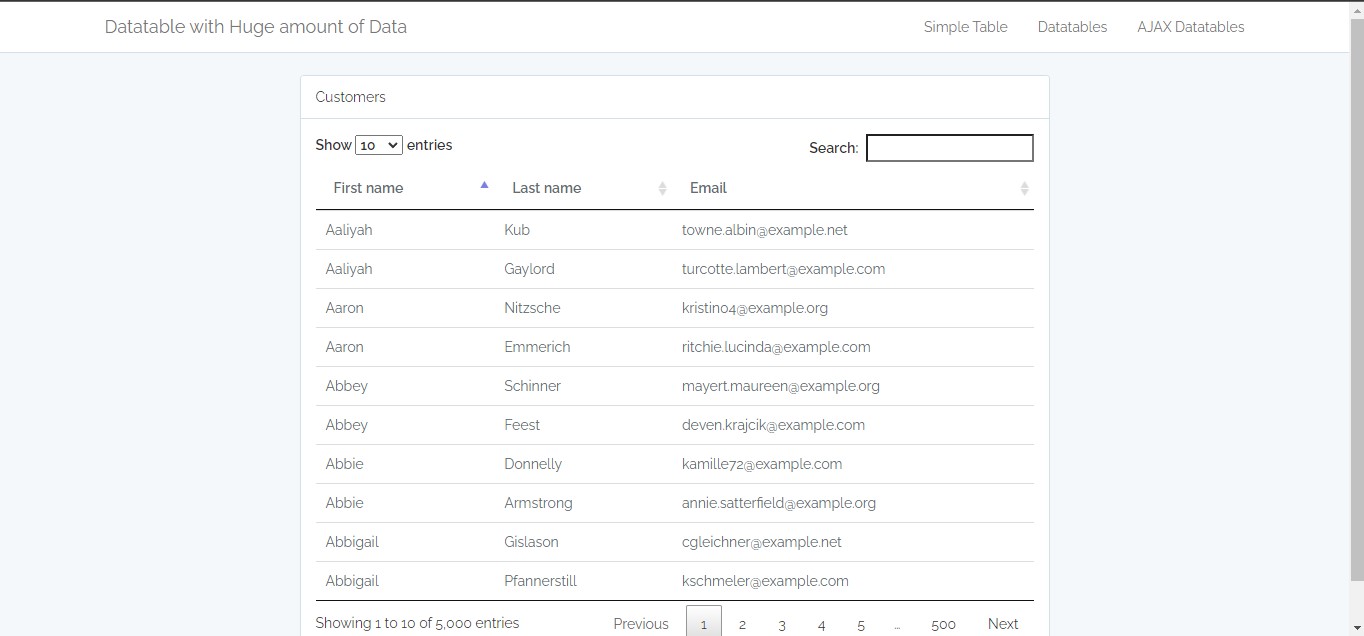 Datatable with Huge amount of Data Simple Table Datatables AJAX Datatables
Customers
Show 10 entries Search:
First name Last name Email
Aaliyah Kub towne.albin@example.net
Aaliyah Gaylord turcotte.lambert@example.com
Aaron Nitzsche kristin04@example.org
Aaron Emmerich ritchie.lucinda@example.com
Abbey Schinner mayert.maureen@example.org
Abbey Feest deven.krajcik@example.com
Abbie Donnelly kamille72@example.com
Abbie Armstrong annie.satterfield@example.org
Abbigail Gislason cgleichner@example.net
Abbigail Pfannerstill kschmeler@example.com
Showing 1 to 10 of 5,000 entries Previous 1 2 3 4 5 … 500 Next